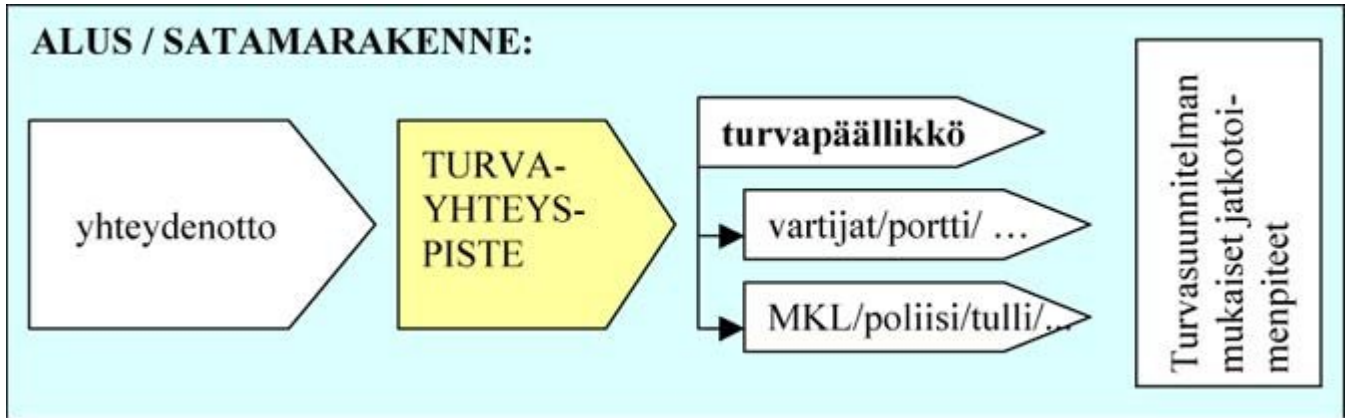 ALUS / SATAMARAKENNE:
yhteydenotto
TURVA-
YHTEYS-
PISTE
turvapäällikkö
vartijat/portti/ …
MKL/poliisi/tulli/...
Turvasuunnitelman
mukaiset jatkotoi-
menpiteet